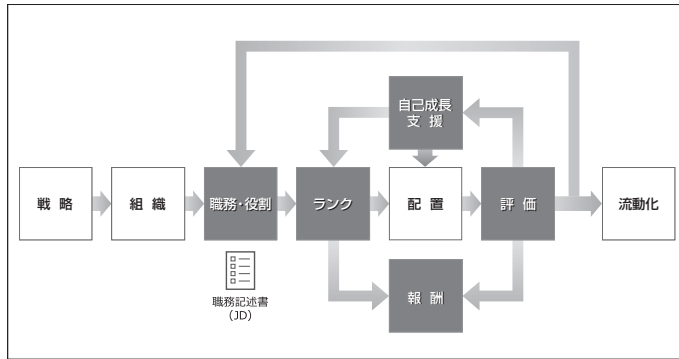 自己成長
支 援
戦 略
組 織
職務・役割
ランク
配 置
評 価
流動化
職務記述書
(JD)
報 酬